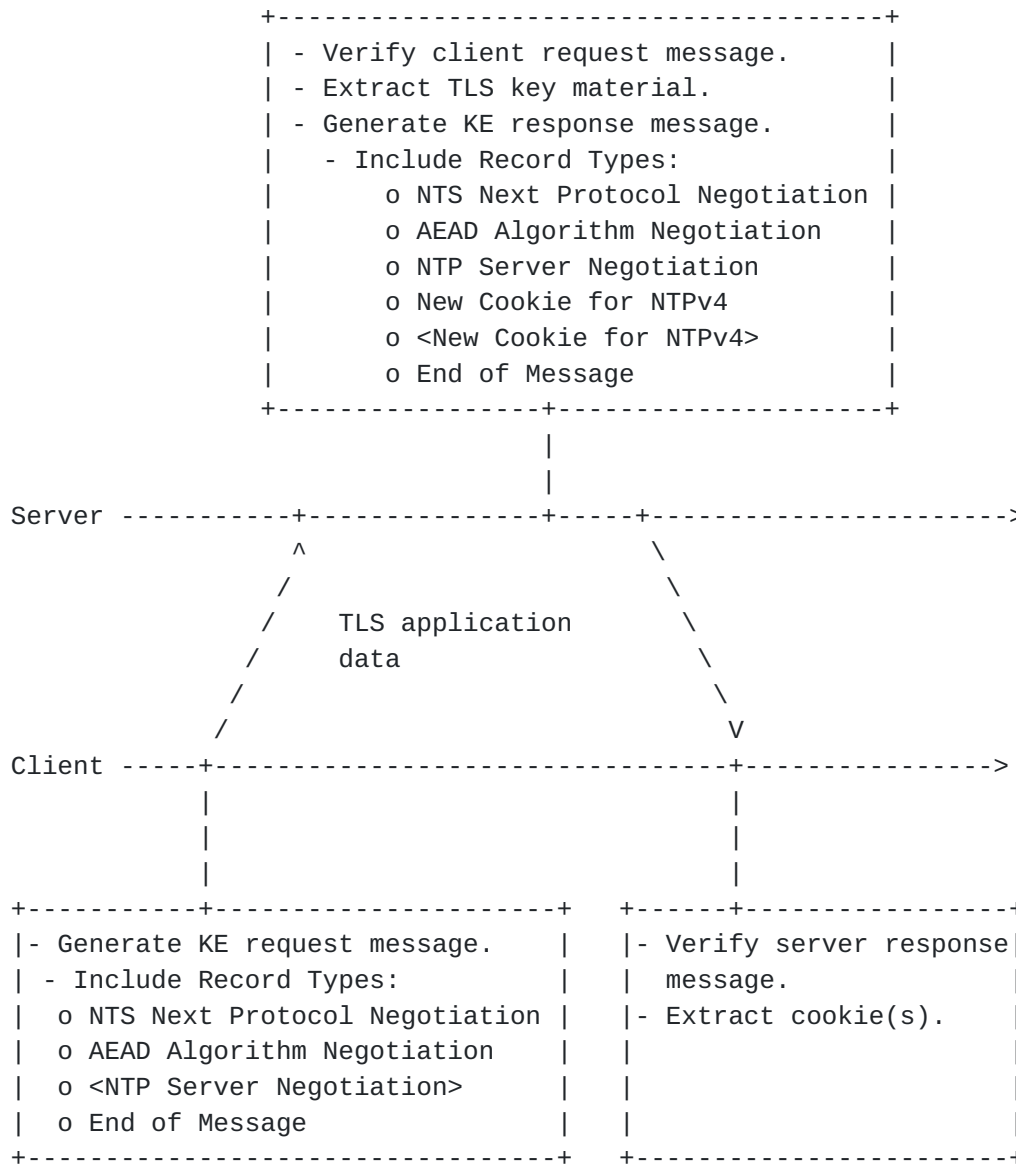 - Verify client request message.
- Extract TLS key material.
- Generate KE response message.
- Include Record Types:
o NTS Next Protocol Negotiation
o AEAD Algorithm Negotiation
o NTP Server Negotiation
o New Cookie for NTPv4
o <New Cookie for NTPv4>
o End of Message
Server
TLS application
data
Client
- Generate KE request message.
- Include Record Types:
o NTS Next Protocol Negotiation
o AEAD Algorithm Negotiation
o <NTP Server Negotiation>
o End of Message
- Verify server response
message.
- Extract cookie(s).